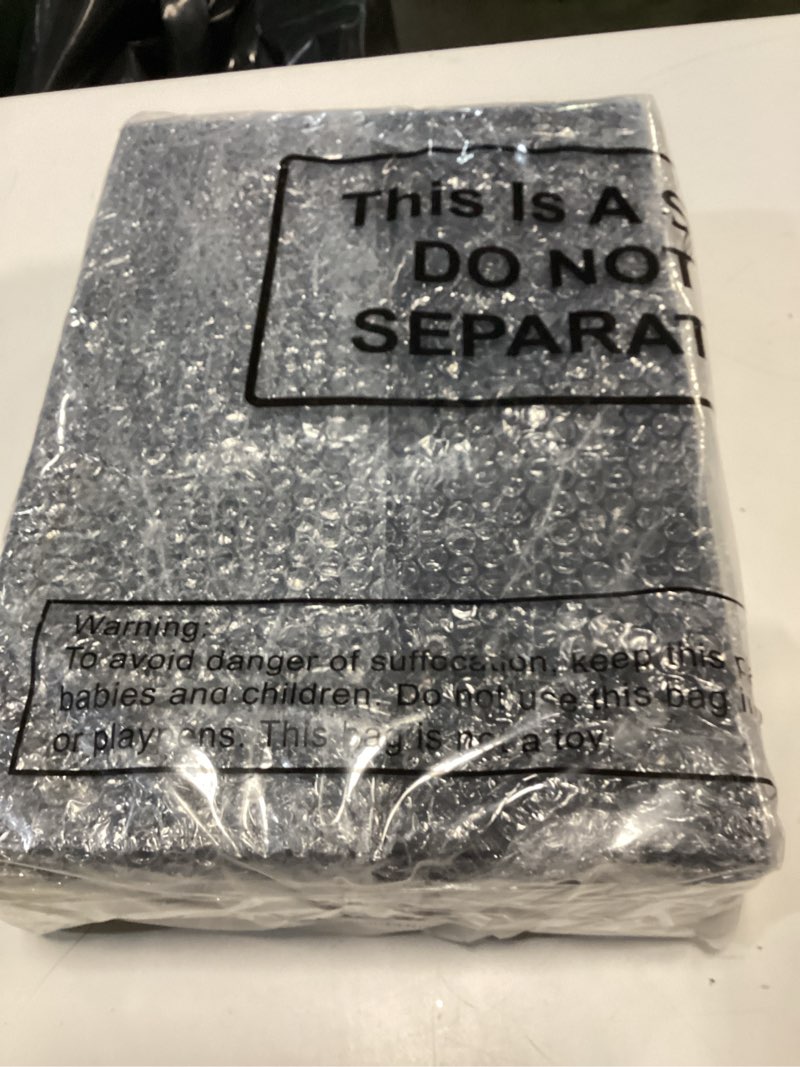 This Is A S
DO NOT
SEPARAT
Warning:
To avoid danger of suffocation, keep this
babies and children. Do not use this bag
or playpens. This bag is not a toy.